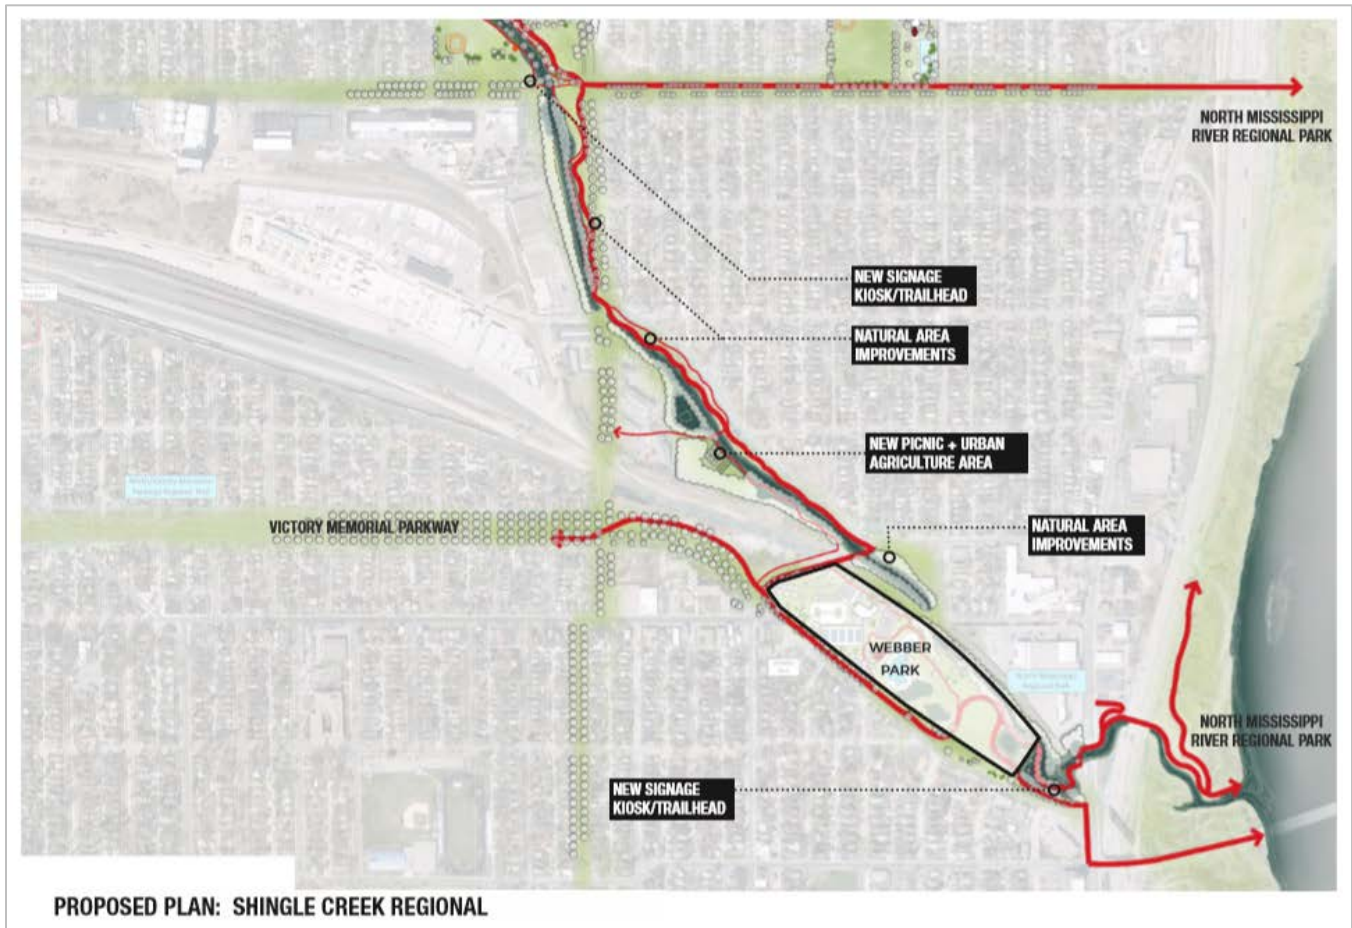 NORTH MISSISSIPPI
RIVER REGIONAL PARK
NEW SIGNAGE
KIOSK/TRAILHEAD
NATURAL AREA
IMPROVEMENTS
NEW PICNIC + URBAN
AGRICULTURE AREA
VICTORY MEMORIAL PARKWAY
NATURAL AREA
IMPROVEMENTS
WEBBER
PARK
NORTH MISSISSIPPI
RIVER REGIONAL PARK
NEW SIGNAGE
KIOSK/TRAILHEAD
PROPOSED PLAN: SHINGLE CREEK REGIONAL